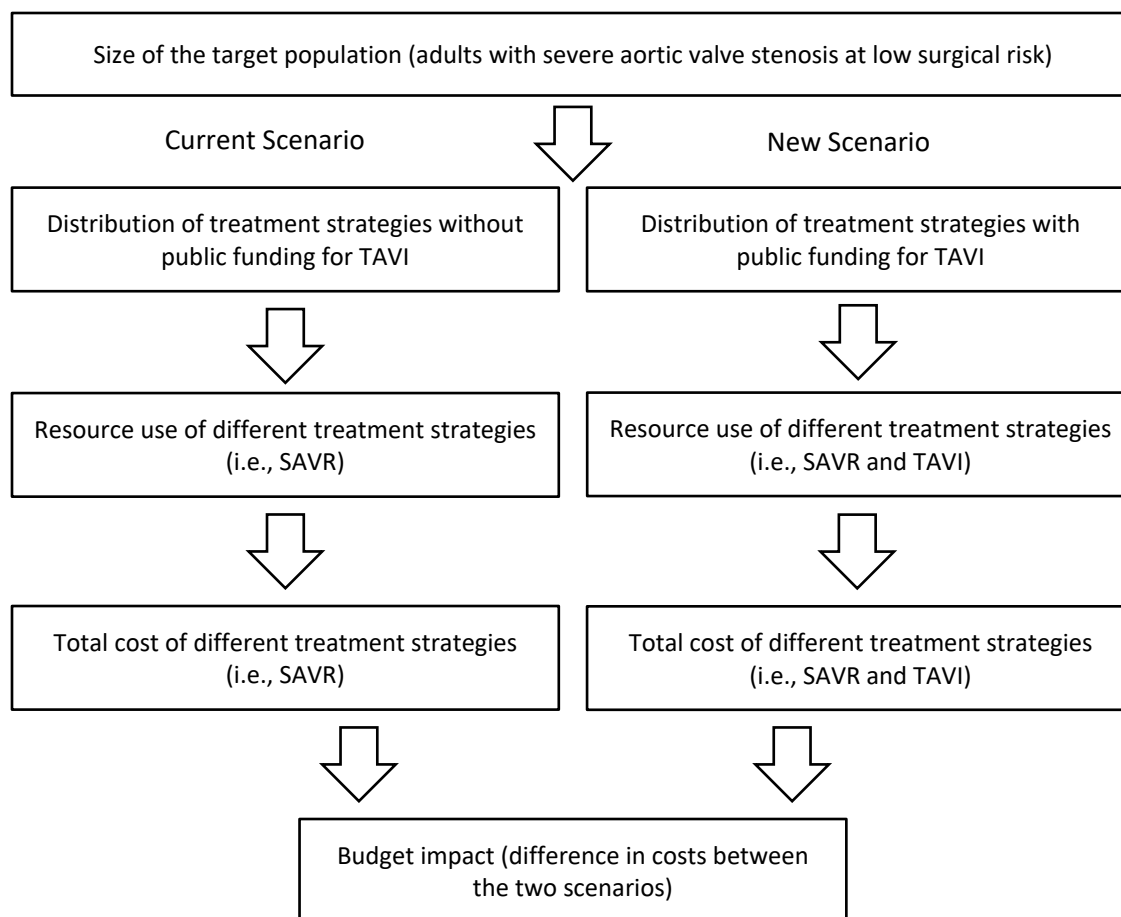 Size of the target population (adults with severe aortic valve stenosis at low surgical risk)
Current Scenario
New Scenario
Distribution of treatment strategies without
public funding for TAVI
Distribution of treatment strategies with
public funding for TAVI
Resource use of different treatment strategies
(i.e., SAVR)
Resource use of different treatment strategies
(i.e., SAVR and TAVI)
Total cost of different treatment strategies
(i.e., SAVR)
Total cost of different treatment strategies
(i.e., SAVR and TAVI)
Budget impact (difference in costs between
the two scenarios)